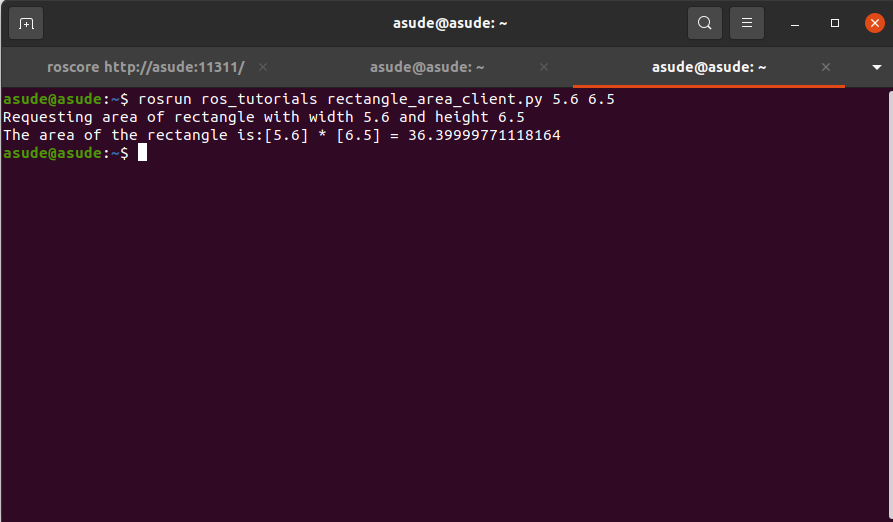 asude@asude: ~
roscore http://asude:11311/
asude@asude: ~
asude@asude: ~
asude@asude:~$ rosrun ros_tutorials rectangle_area_client.py 5.6 6.5
Requesting area of rectangle with width 5.6 and height 6.5
The area of the rectangle is:[5.6] * [6.5] = 36.39999771118164
asude@asude:~$